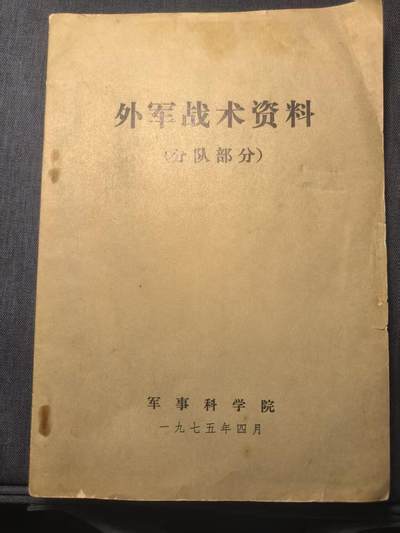 外军战术资料
(分队部分)
军事科学院
一九七五年四月